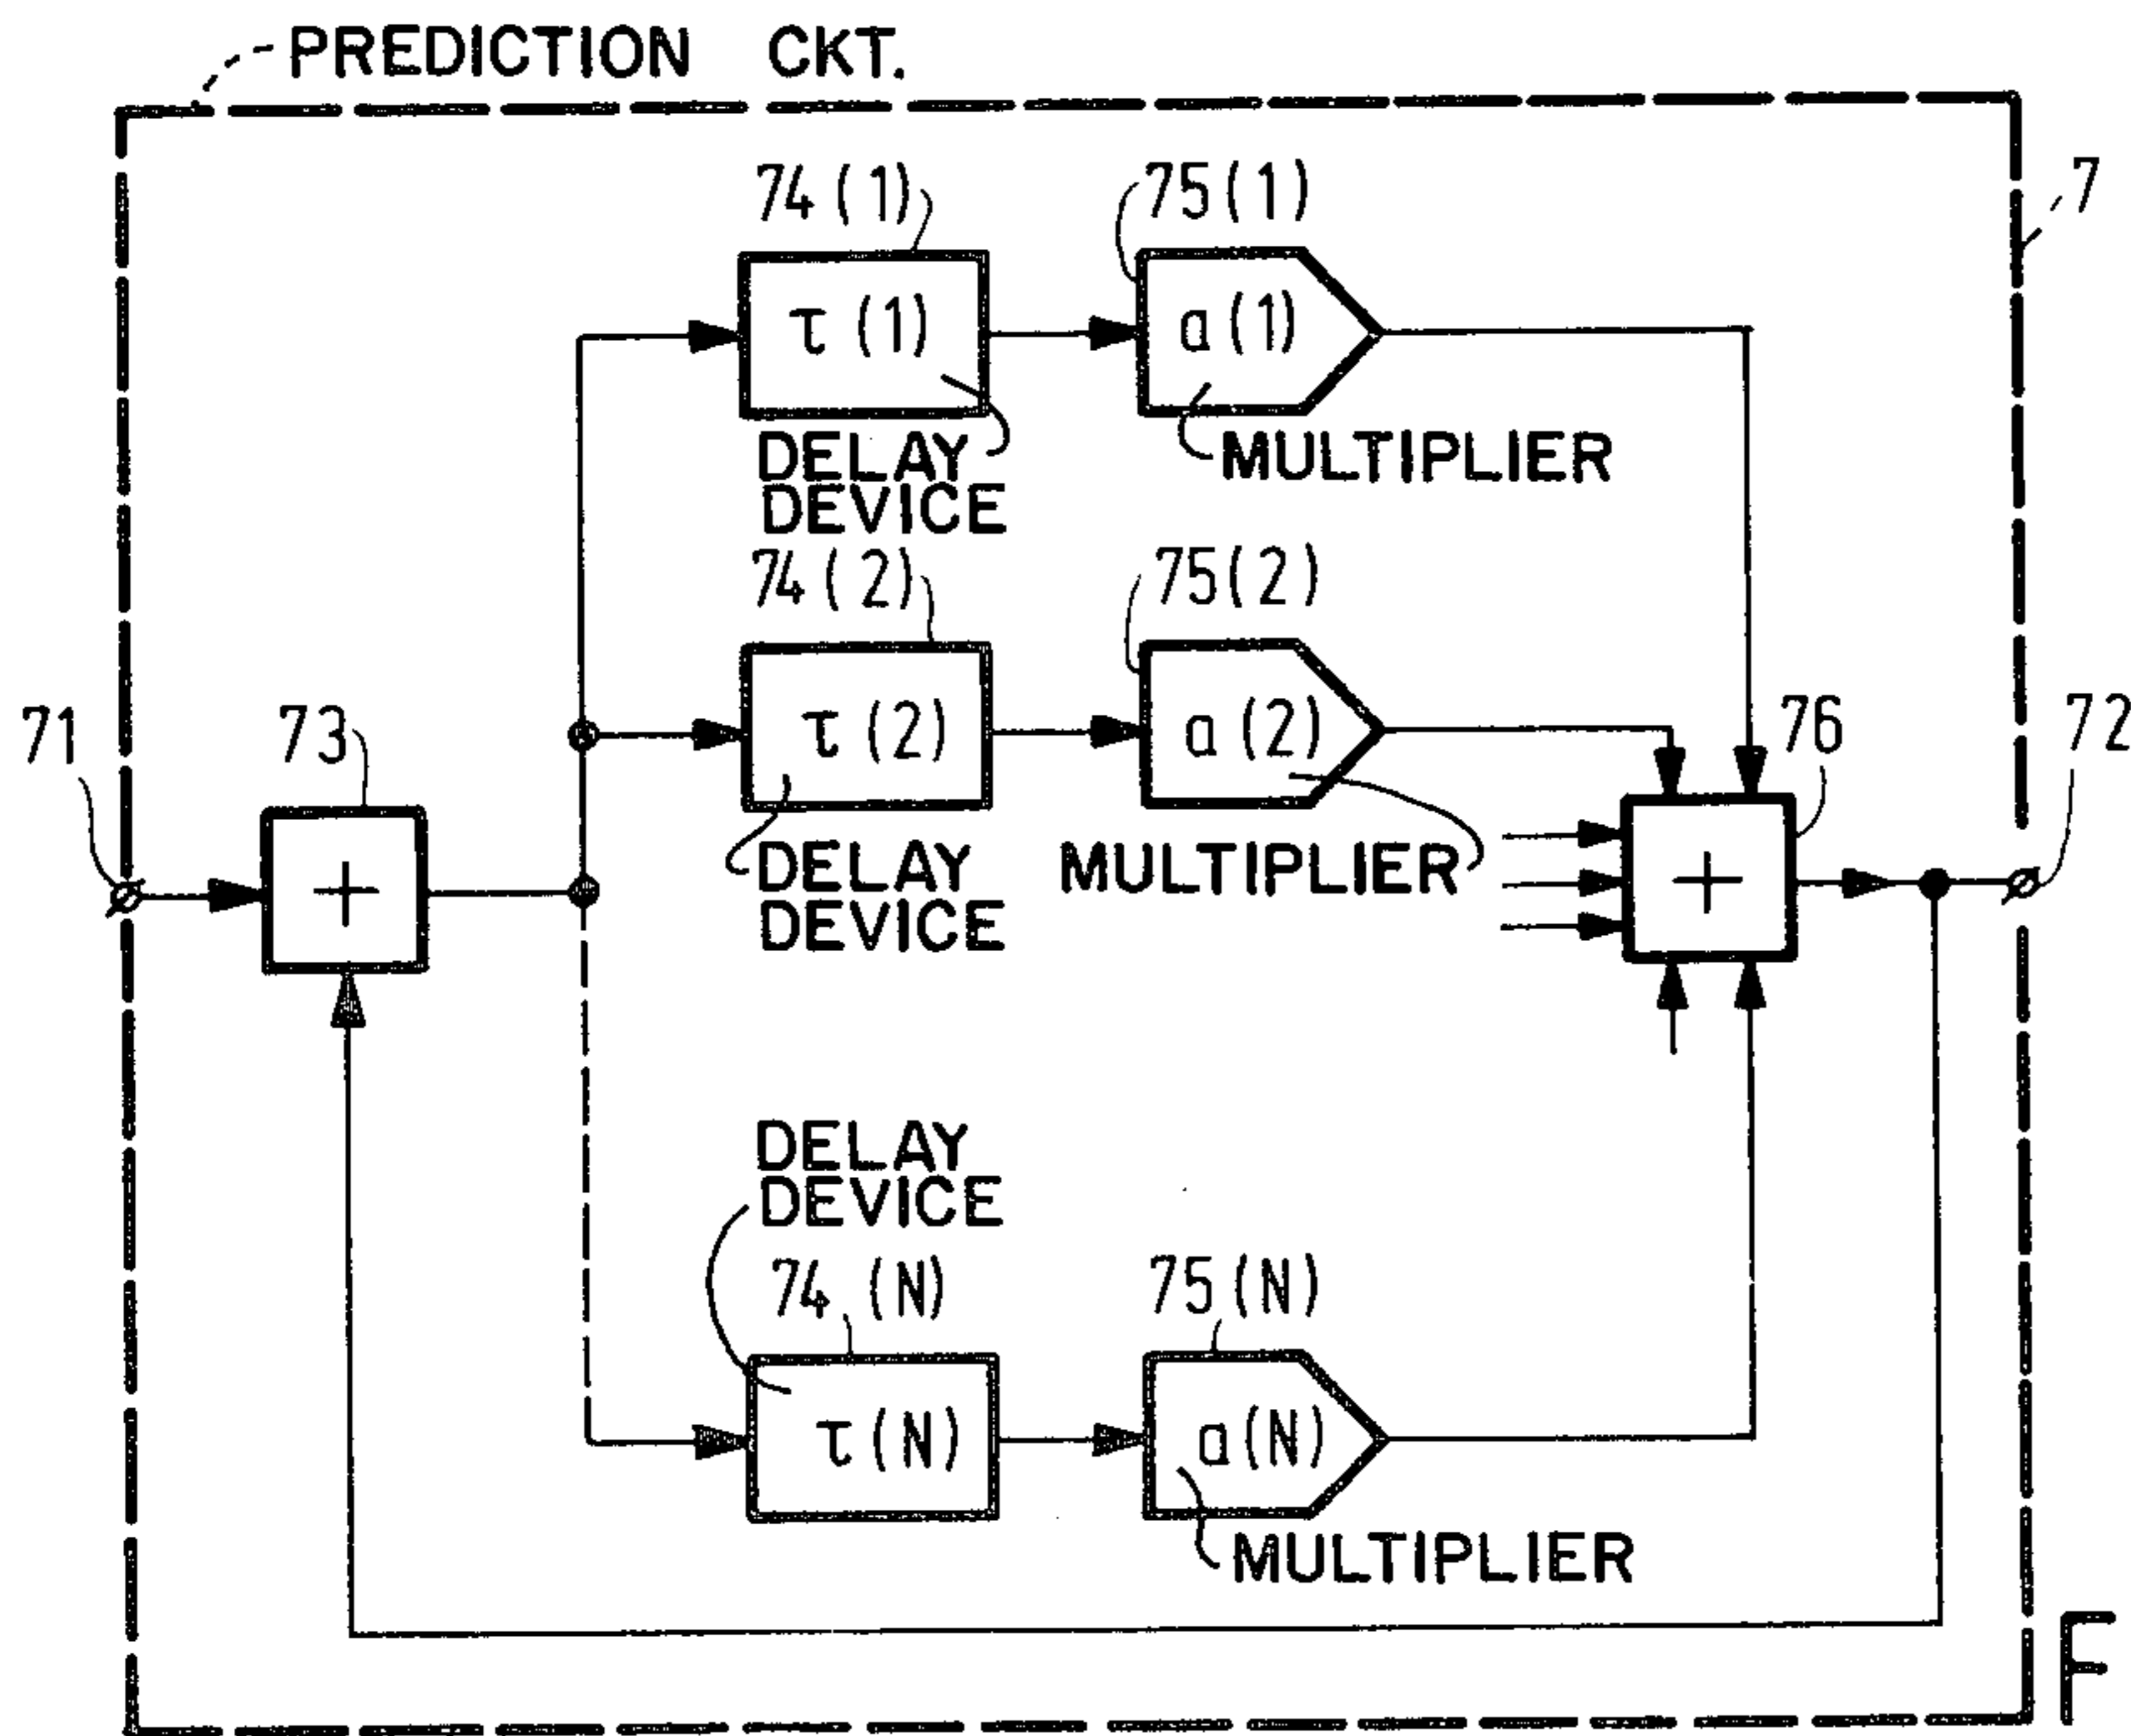 PREDICTION CKT.
7
74(1)
75(1)
τ(1)
a(1)
DELAY
DEVICE
MULTIPLIER
74(2)
75(2)
τ(2)
a(2)
DELAY
DEVICE
MULTIPLIER
71
73
+
76
+
72
DELAY
DEVICE
74(N)
75(N)
τ(N)
a(N)
MULTIPLIER
F